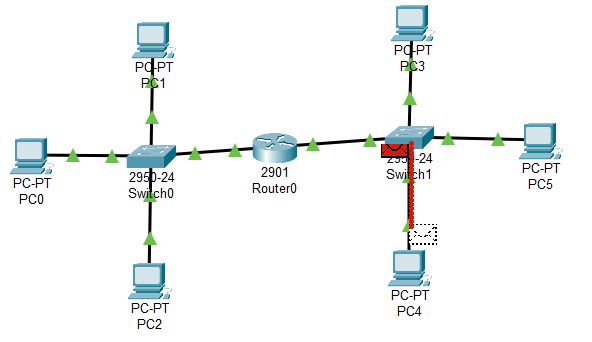 PC-PT
PC1
PC-PT
PC3
PC-PT
PC0
2950-24
Switch0
2901
Router0
2950-24
Switch1
PC-PT
PC5
PC-PT
PC2
PC-PT
PC4